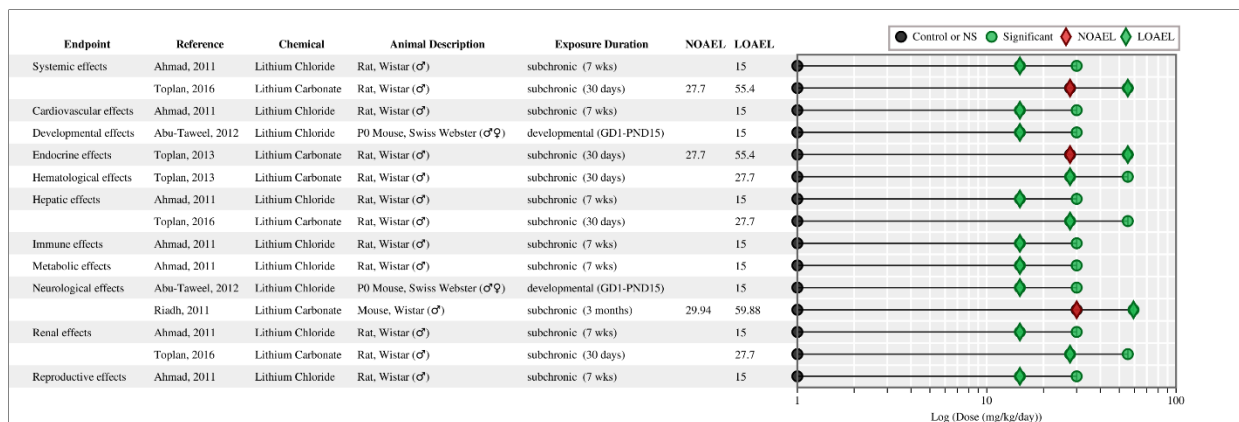 Control or NS Significant NOAEL LOAEL
Endpoint Reference Chemical Animal Description Exposure Duration NOAEL LOAEL
Systemic effects Ahmad, 2011 Lithium Chloride Rat, Wistar (♂) subchronic (7 wks) 15
Toplan, 2016 Lithium Carbonate Rat, Wistar (♂) subchronic (30 days) 27.7 55.4
Cardiovascular effects Ahmad, 2011 Lithium Chloride Rat, Wistar (♂) subchronic (7 wks) 15
Developmental effects Abu-Taweel, 2012 Lithium Chloride P0 Mouse, Swiss Webster (♂♀) developmental (GD1-PND15) 15
Endocrine effects Toplan, 2013 Lithium Carbonate Rat, Wistar (♂) subchronic (30 days) 27.7 55.4
Hematological effects Toplan, 2013 Lithium Carbonate Rat, Wistar (♂) subchronic (30 days) 27.7
Hepatic effects Ahmad, 2011 Lithium Chloride Rat, Wistar (♂) subchronic (7 wks) 15
Toplan, 2016 Lithium Carbonate Rat, Wistar (♂) subchronic (30 days) 27.7
Immune effects Ahmad, 2011 Lithium Chloride Rat, Wistar (♂) subchronic (7 wks) 15
Metabolic effects Ahmad, 2011 Lithium Chloride Rat, Wistar (♂) subchronic (7 wks) 15
Neurological effects Abu-Taweel, 2012 Lithium Chloride P0 Mouse, Swiss Webster (♂♀) developmental (GD1-PND15) 15
Riadh, 2011 Lithium Carbonate Mouse, Wistar (♂) subchronic (3 months) 29.94 59.88
Renal effects Ahmad, 2011 Lithium Chloride Rat, Wistar (♂) subchronic (7 wks) 15
Toplan, 2016 Lithium Carbonate Rat, Wistar (♂) subchronic (30 days) 27.7
Reproductive effects Ahmad, 2011 Lithium Chloride Rat, Wistar (♂) subchronic (7 wks) 15
1 10 100
Log (Dose (mg/kg/day))